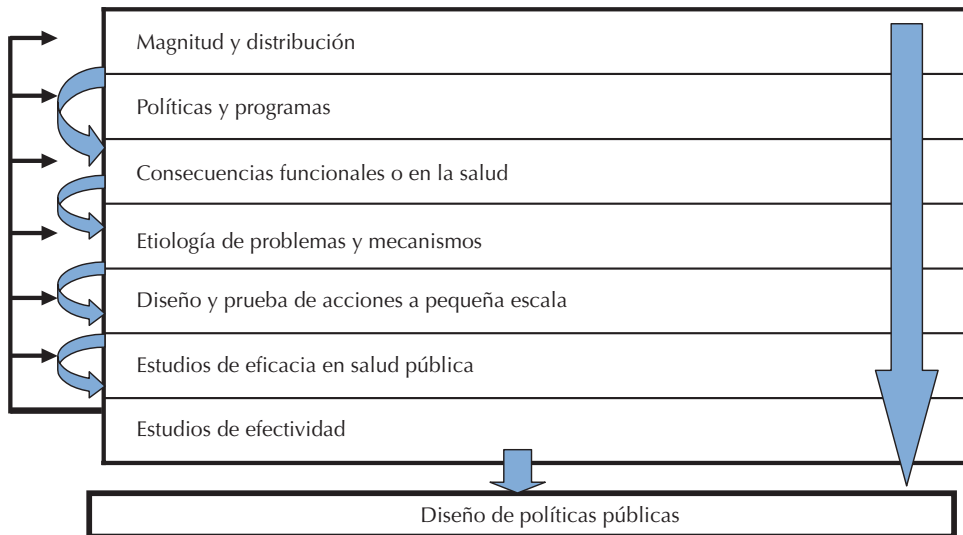 Magnitud y distribución
Políticas y programas
Consecuencias funcionales o en la salud
Etiología de problemas y mecanismos
Diseño y prueba de acciones a pequeña escala
Estudios de eficacia en salud pública
Estudios de efectividad
Diseño de políticas públicas